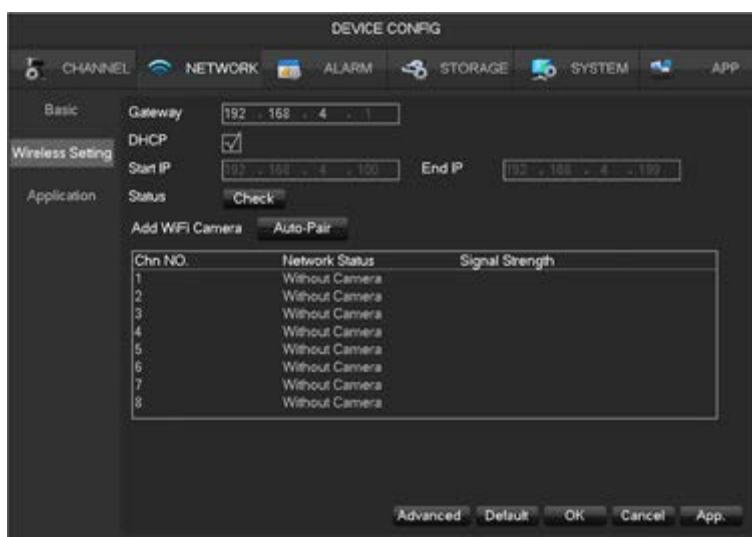 DEVICE CONFIG
CHANNEL NETWORK ALARM STORAGE SYSTEM APP
Basic
Wireless Setting
Application
Gateway 192 . 168 . 4 . 1
DHCP
Start IP 192 . 168 . 4 . 100 End IP 192 . 168 . 4 . 199
Status Check
Add WiFi Camera Auto-Pair
Chn NO. Network Status Signal Strength
1 Without Camera
2 Without Camera
3 Without Camera
4 Without Camera
5 Without Camera
6 Without Camera
7 Without Camera
8 Without Camera
Advanced Default OK Cancel App.